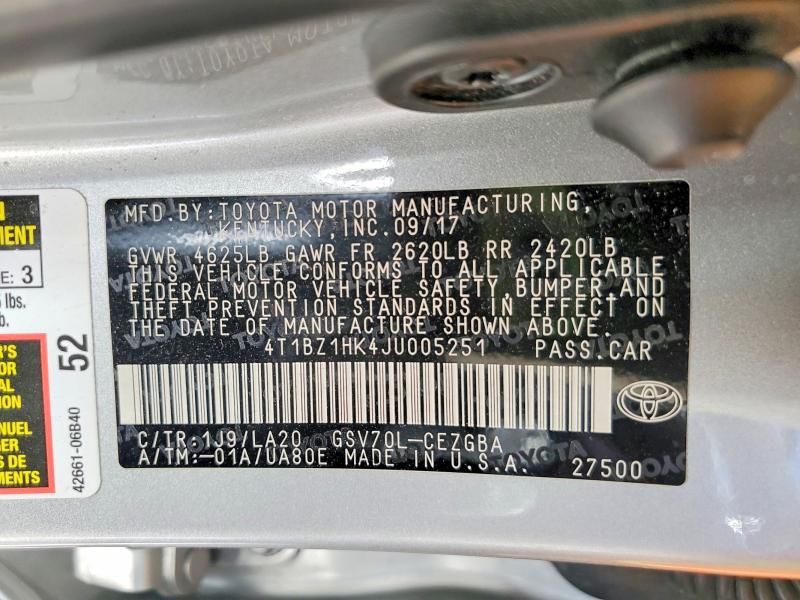 MFD. BY: TOYOTA MOTOR MANUFACTURING,
KENTUCKY, INC. 09/17
GVWR 4625LB GAWR FR 2620LB RR 2420LB
THIS VEHICLE CONFORMS TO ALL APPLICABLE
FEDERAL MOTOR VEHICLE SAFETY, BUMPER, AND
THEFT PREVENTION STANDARDS IN EFFECT ON
THE DATE OF MANUFACTURE SHOWN ABOVE.
4T1BZ1HK4JU005251 PASS. CAR
C/TR: 1J9/LA20 GSV70L-CEZGBA
A/TM: -01A/UA80E MADE IN U.S.A. 27500
E: 3
lbs.
52
42661-06B40